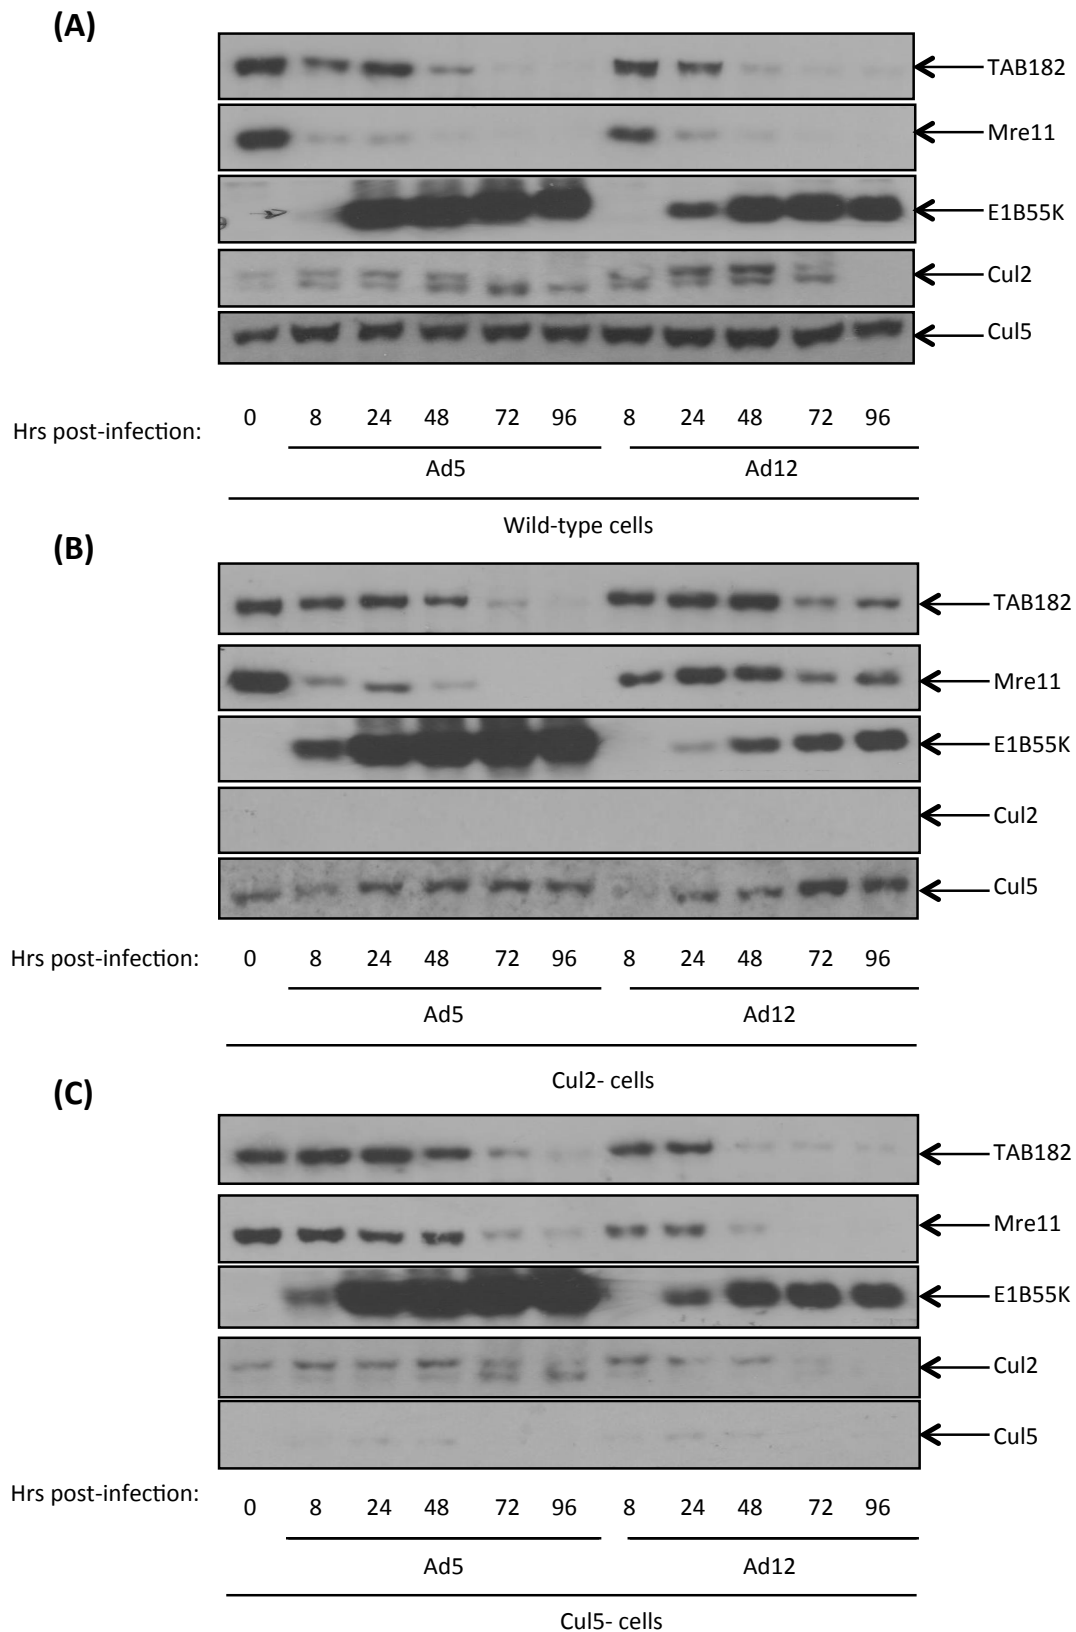 (A)
TAB182
Mre11
E1B55K
Cul2
Cul5
Hrs post-infection: 0 8 24 48 72 96 8 24 48 72 96
Ad5 Ad12
Wild-type cells
(B)
TAB182
Mre11
E1B55K
Cul2
Cul5
Hrs post-infection: 0 8 24 48 72 96 8 24 48 72 96
Ad5 Ad12
Cul2- cells
(C)
TAB182
Mre11
E1B55K
Cul2
Cul5
Hrs post-infection: 0 8 24 48 72 96 8 24 48 72 96
Ad5 Ad12
Cul5- cells